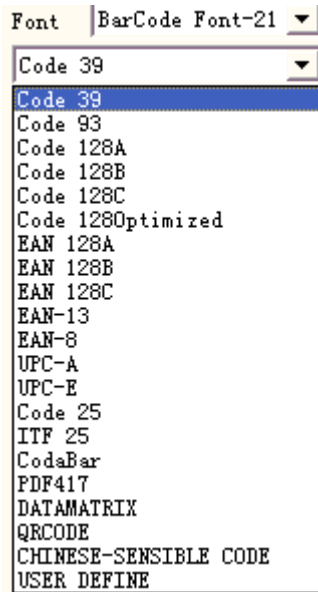 Font BarCode Font-21
Code 39
Code 39
Code 93
Code 128A
Code 128B
Code 128C
Code 128Optimized
EAN 128A
EAN 128B
EAN 128C
EAN-13
EAN-8
UPC-A
UPC-E
Code 25
ITF 25
CodaBar
PDF417
DATAMATRIX
QRCODE
CHINESE-SENSIBLE CODE
USER DEFINE